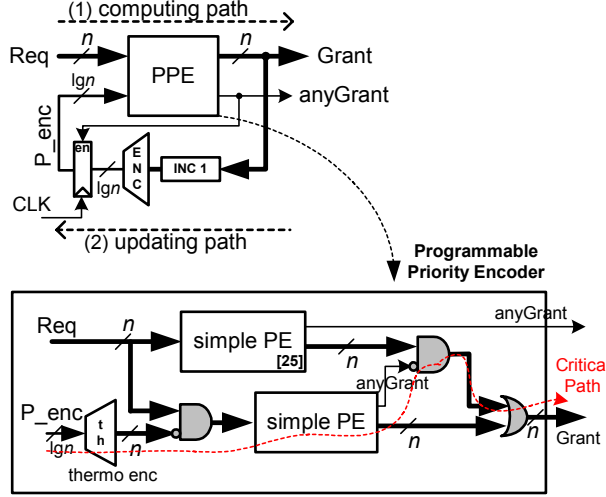 (1) computing path
Req
n
n
Grant
PPE
lgn
anyGrant
P_enc
en
lgn
E
N
C
INC 1
CLK
(2) updating path
Programmable
Priority Encoder
Req
n
simple PE
[25]
n
anyGrant
anyGrant
Critica
Path
P_enc
lgn
t
h
n
simple PE
n
n
Grant
thermo enc